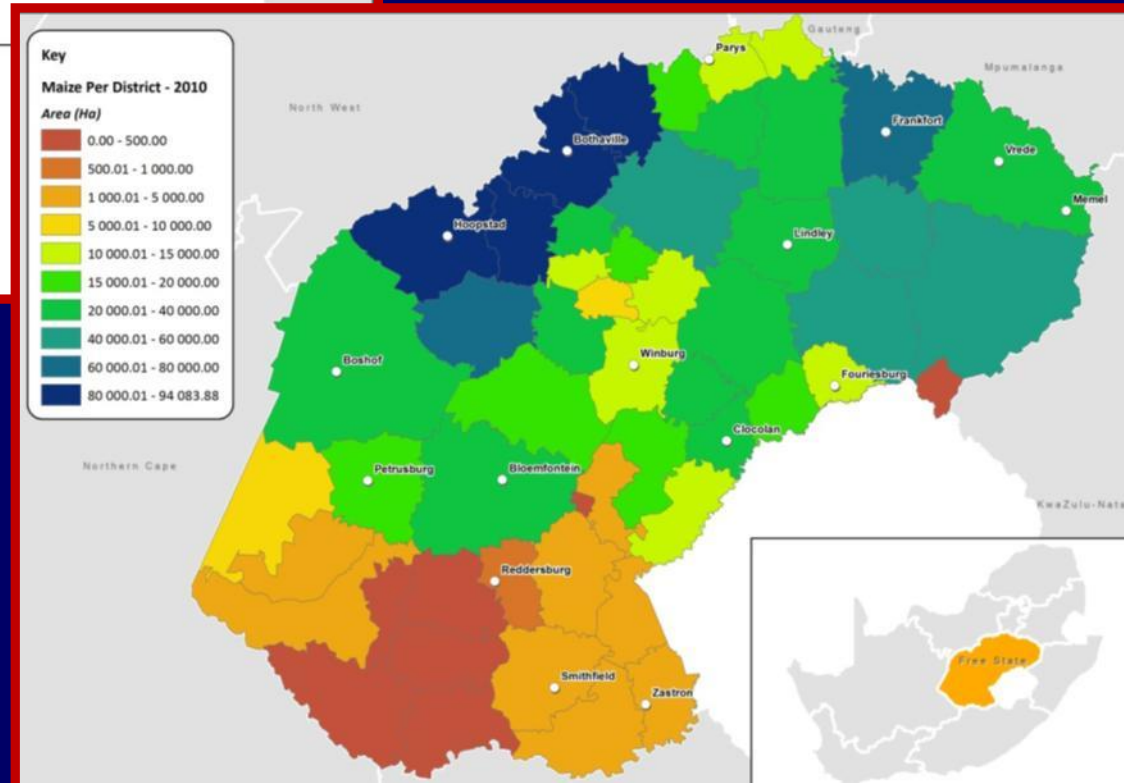 Key
Maize Per District - 2010
Area (Ha)
0.00 - 500.00
500.01 - 1 000.00
1 000.01 - 5 000.00
5 000.01 - 10 000.00
10 000.01 - 15 000.00
15 000.01 - 20 000.00
20 000.01 - 40 000.00
40 000.01 - 60 000.00
60 000.01 - 80 000.00
80 000.01 - 94 083.88
Gauteng
Parys
Mpumalanga
North West
Frankfort
Bothaville
Vrede
Memel
Hoopstad
Lindley
Winburg
Boshof
Fouriesburg
Clocolan
Northern Cape
Petrusburg
Bloemfontein
KwaZulu-Nata
Reddersburg
Smithfield
Zastron
Free State